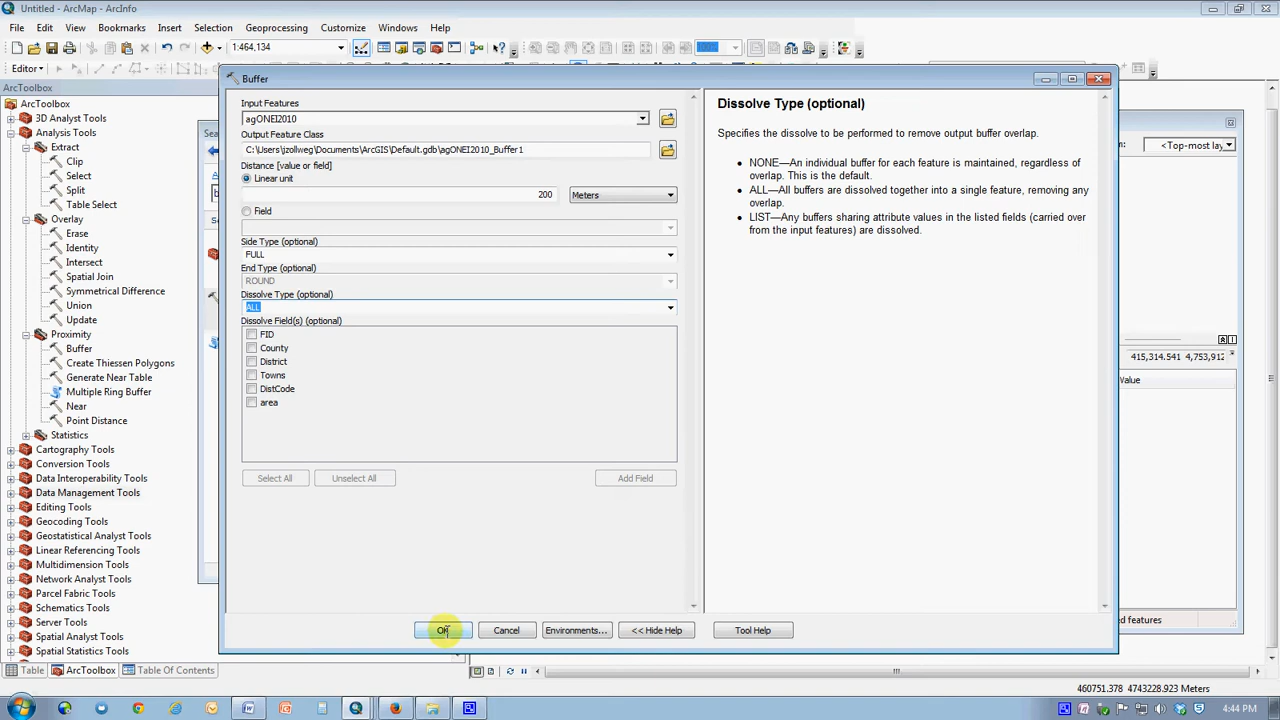 Untitled - ArcMap - ArcInfo
File Edit View Bookmarks Insert Selection Geoprocessing Customize Windows Help
1:464,134
Editor
ArcToolbox
ArcToolbox
3D Analyst Tools
Analysis Tools
Extract
Clip
Select
Split
Table Select
Overlay
Erase
Identity
Intersect
Spatial Join
Symmetrical Difference
Union
Update
Proximity
Buffer
Create Thiessen Polygons
Generate Near Table
Multiple Ring Buffer
Near
Point Distance
Statistics
Cartography Tools
Conversion Tools
Data Interoperability Tools
Data Management Tools
Editing Tools
Geocoding Tools
Geostatistical Analyst Tools
Linear Referencing Tools
Multidimension Tools
Network Analyst Tools
Parcel Fabric Tools
Schematics Tools
Server Tools
Spatial Analyst Tools
Spatial Statistics Tools
Table ArcToolbox Table Of Contents
Buffer
Input Features
agONEI2010
Output Feature Class
C:\Users\jzollweg\Documents\ArcGIS\Default.gdb\agONEI2010_Buffer1
Distance [value or field]
Linear unit
200 Meters
Field
Side Type (optional)
FULL
End Type (optional)
ROUND
Dissolve Type (optional)
ALL
Dissolve Field(s) (optional)
FID
County
District
Towns
DistCode
area
Select All Unselect All Add Field
OK Cancel Environments... << Hide Help Tool Help
Dissolve Type (optional)
Specifies the dissolve to be performed to remove output buffer overlap.
• NONE—An individual buffer for each feature is maintained, regardless of
overlap. This is the default.
• ALL—All buffers are dissolved together into a single feature, removing any
overlap.
• LIST—Any buffers sharing attribute values in the listed fields (carried over
from the input features) are dissolved.
<Top-most lay
415,314.541 4,753,912
Value
ed features
460751.378 4743228.923 Meters
4:44 PM